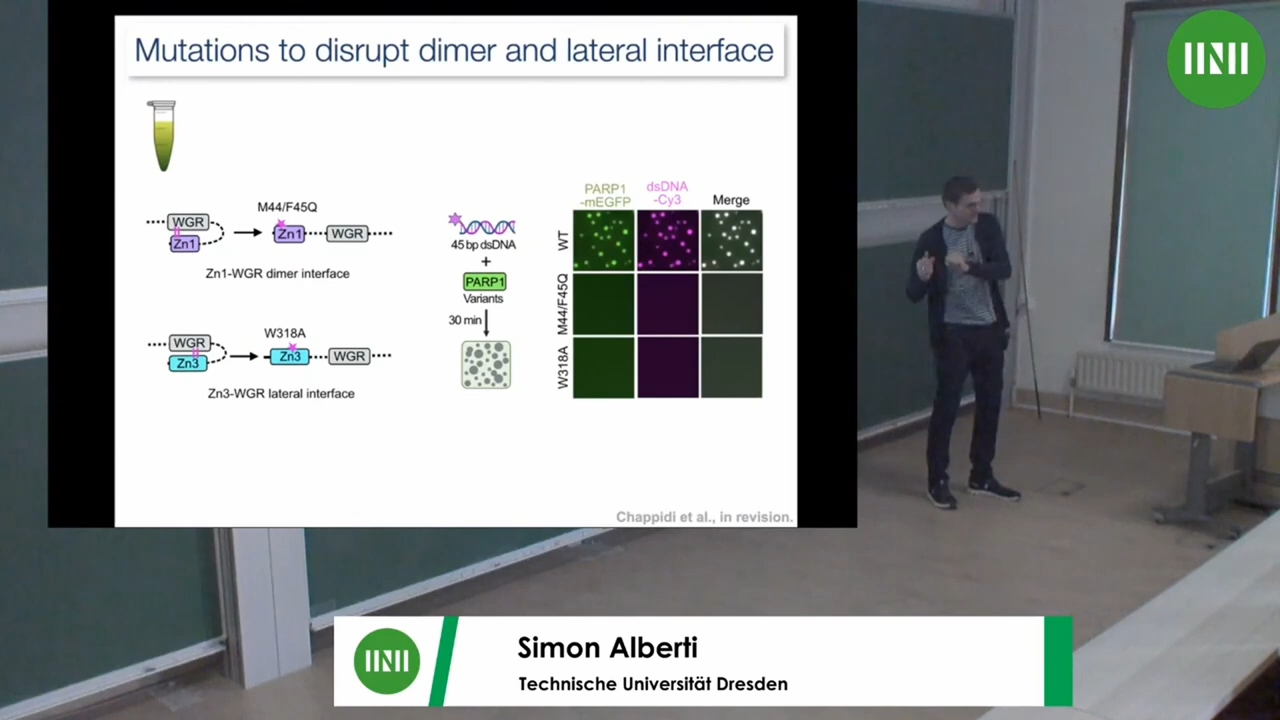 Mutations to disrupt dimer and lateral interface
M44/F45Q
WGR
Zn1
Zn1
WGR
Zn1-WGR dimer interface
W318A
WGR
Zn3
Zn3
WGR
Zn3-WGR lateral interface
45 bp dsDNA
+
PARP1
Variants
30 min
PARP1
-mEGFP
dsDNA
-Cy3
Merge
WT
M44/F45Q
W318A
Chappidi et al., in revision.
Simon Alberti
Technische Universität Dresden